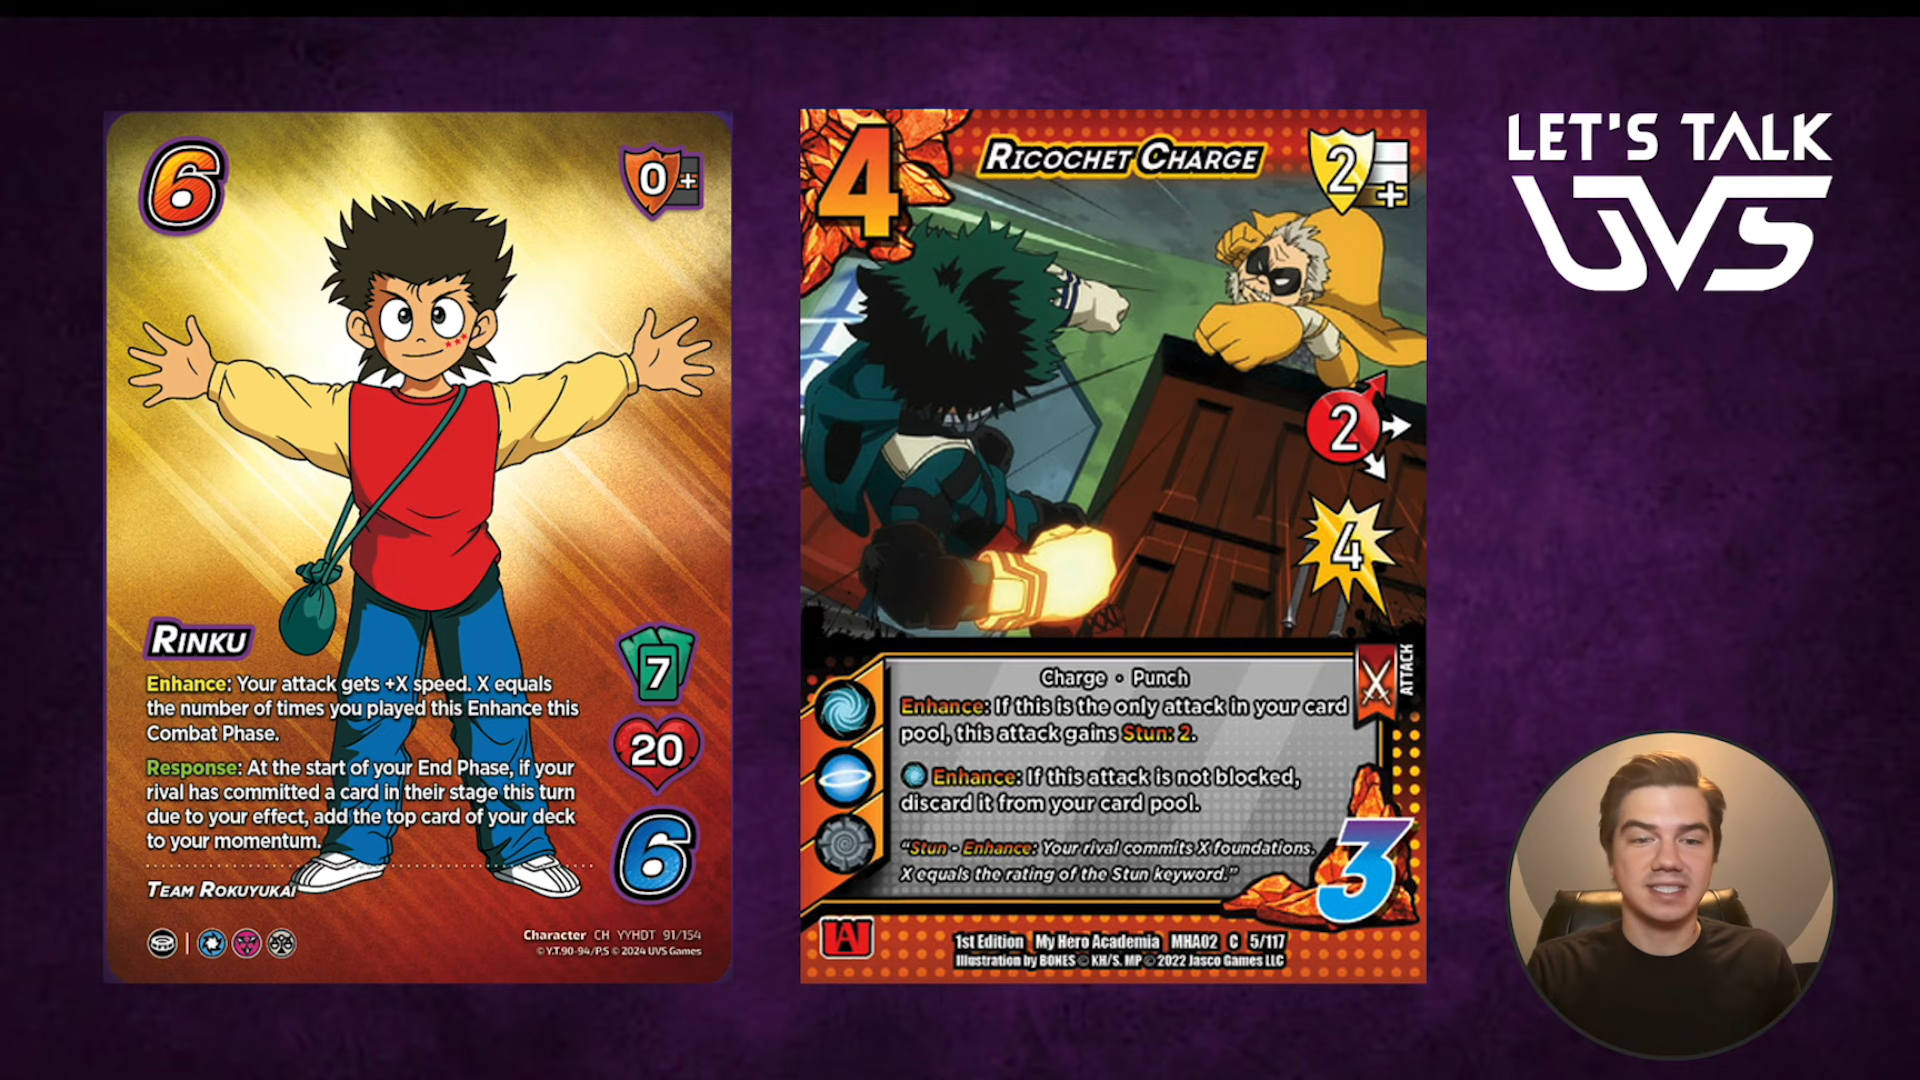 6
0 +
RINKU
Enhance: Your attack gets +X speed. X equals
the number of times you played this Enhance this
Combat Phase.
Response: At the start of your End Phase, if your
rival has committed a card in their stage this turn
due to your effect, add the top card of your deck
to your momentum.
TEAM ROKUYUKAI
7
20
6
Character CH YYHDT 91/154
© Y.T.90-94/P,S © 2024 UVS Games
4
RICOCHET CHARGE
2
+
2
4
Charge • Punch
ATTACK
Enhance: If this is the only attack in your card
pool, this attack gains Stun: 2.
Enhance: If this attack is not blocked,
discard it from your card pool.
"Stun - Enhance: Your rival commits X foundations.
X equals the rating of the Stun keyword."
3
1st Edition My Hero Academia MHA02 C 5/117
Illustration by BONES © KH/S, MP © 2022 Jasco Games LLC
LET'S TALK
UVS